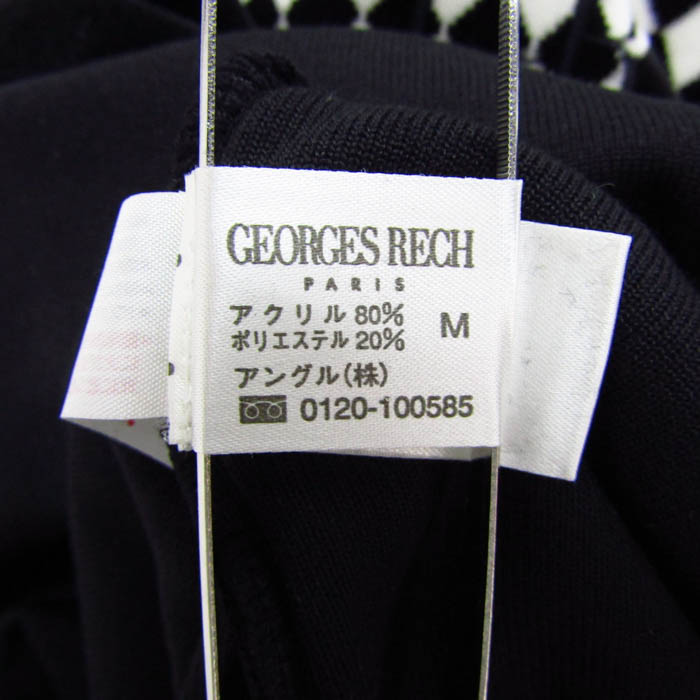 GEORGES RECH
PARIS
アクリル 80%
ポリエステル 20%
M
アングル(株)
0120-100585